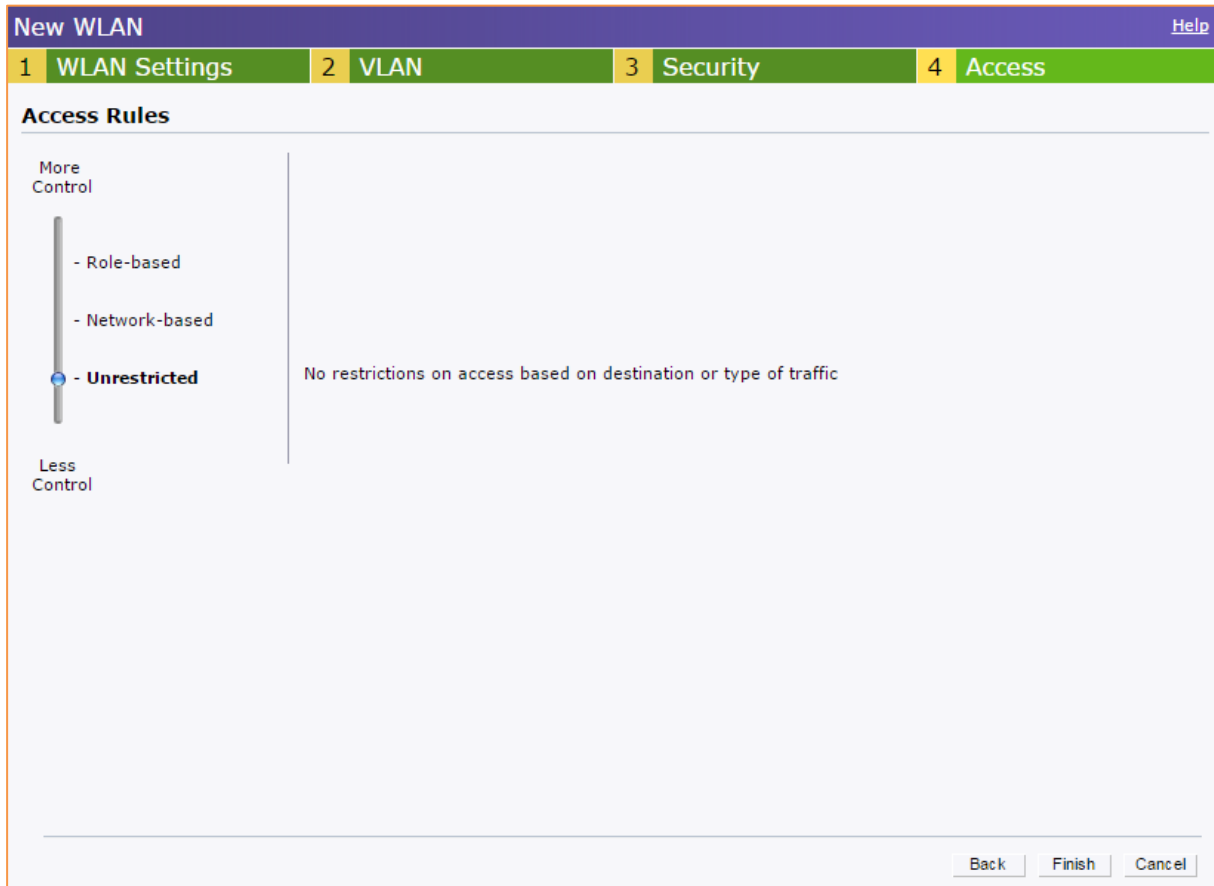 New WLAN
Help
1 WLAN Settings
2 VLAN
3 Security
4 Access
Access Rules
More
Control
- Role-based
- Network-based
- Unrestricted
No restrictions on access based on destination or type of traffic
Less
Control
Back
Finish
Cancel